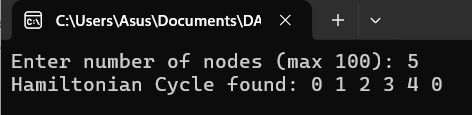 C:\Users\Asus\Documents\DA
Enter number of nodes (max 100): 5
Hamiltonian Cycle found: 0 1 2 3 4 0